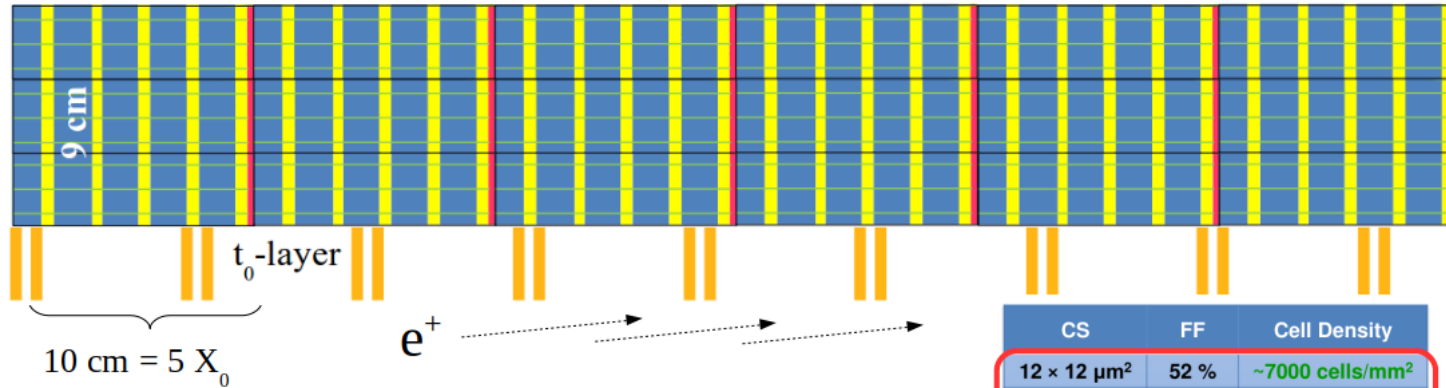 9 cm
t₀-layer
10 cm = 5 X₀
e⁺
CS FF Cell Density
12 × 12 µm² 52 % ~7000 cells/mm²